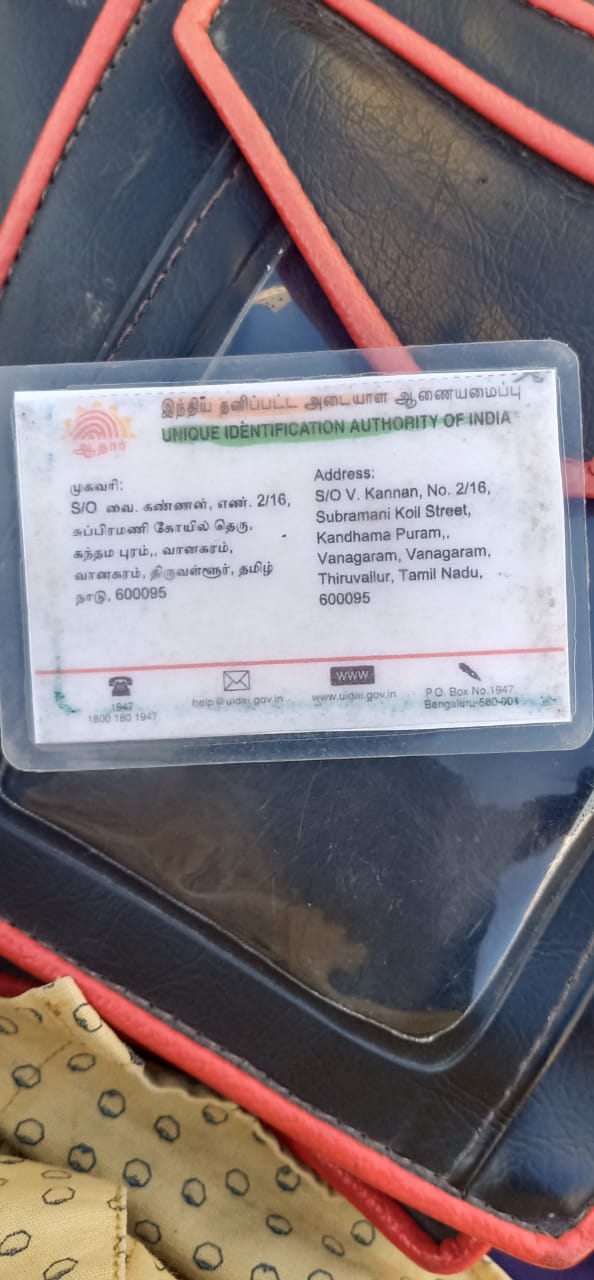 இந்திய தனிப்பட்ட அடையாள ஆணையமைப்பு
UNIQUE IDENTIFICATION AUTHORITY OF INDIA
ஆதார்
முகவரி:
S/O வை. கண்ணன், எண். 2/16,
சுப்பிரமணி கோயில் தெரு,
கந்தம புரம்,, வானகரம்,
வானகரம், திருவள்ளூர், தமிழ்
நாடு, 600095
Address:
S/O V. Kannan, No. 2/16,
Subramani Koil Street,
Kandhama Puram,,
Vanagaram, Vanagaram,
Thiruvallur, Tamil Nadu,
600095
1947
1800 180 1947
help@uidai.gov.in
www
www.uidai.gov.in
P.O. Box No.1947,
Bengaluru-560 001